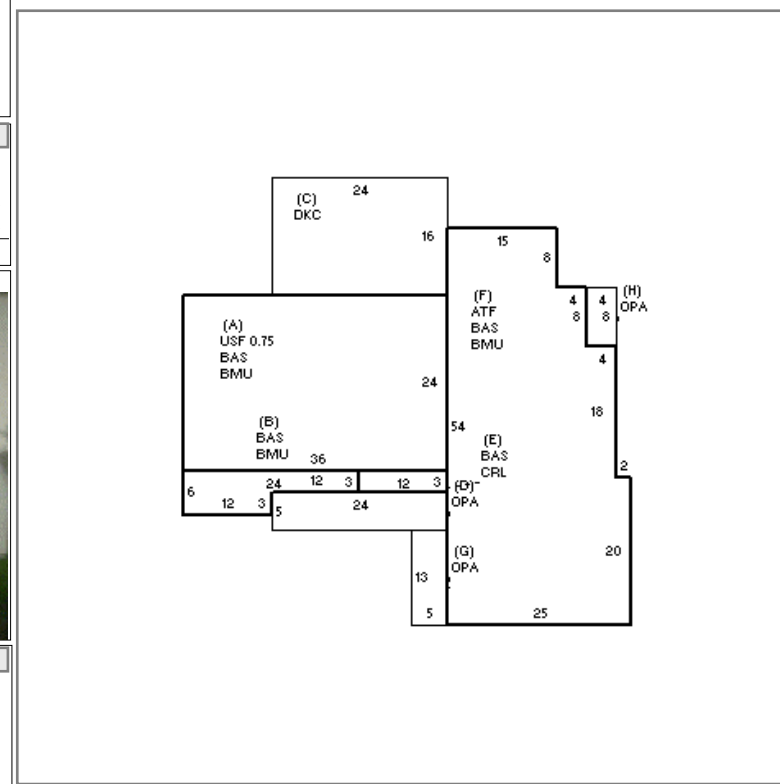 24
(C)
DKC
16
15
8
(F)
ATF
BAS
BMU
4
8
4
8
(H)
OPA
4
(A)
USF 0.75
BAS
BMU
24
18
(B)
BAS
BMU
36
54
(E)
BAS
CRL
2
6
24
12
3
12
3
(D)
OPA
12
3
5
24
20
(G)
OPA
13
5
25